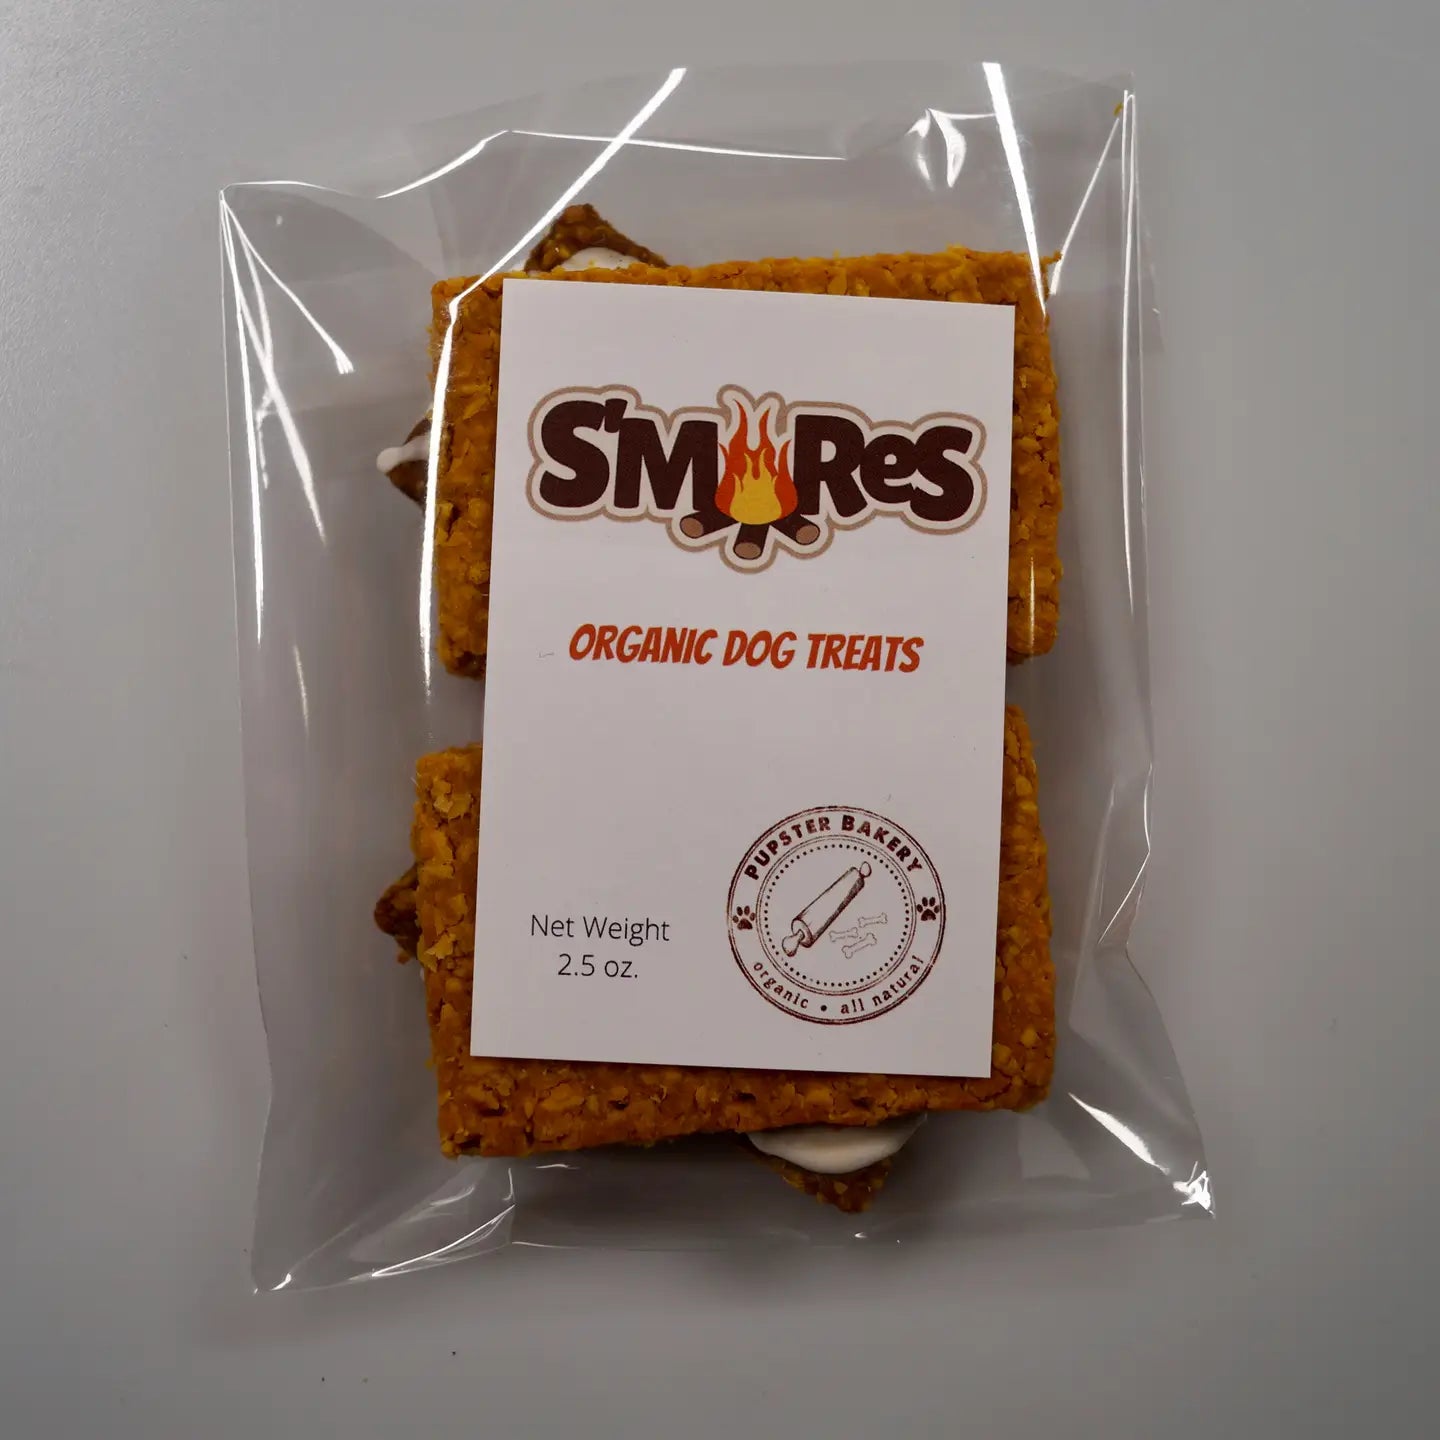 S'MORES
ORGANIC DOG TREATS
PUPSTER BAKERY
Net Weight
2.5 oz.
organic • all natural